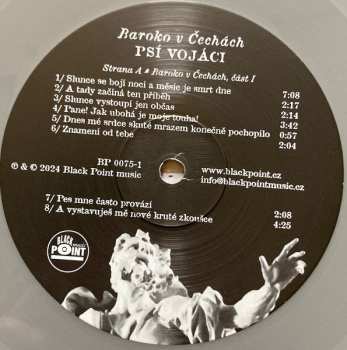 Baroko v Čechách
PSÍ VOJÁCI
Strana A * Baroko v Čechách, část I
1/ Slunce se bojí noci a měsíc je smrt dne 7:08
2/ A tady začíná ten příběh 2:17
3/ Slunce vystoupí jen občas 2:14
4/ Pane! Jak ubohá je moje touha! 3:42
5/ Dnes mé srdce skuté mrazem konečně pochopilo 0:57
6/ Znamení od tebe 2:04
℗ & © 2024 Black Point music
BP 0075-1
www.blackpoint.cz
info@blackpointmusic.cz
7/ Pes mne často provází 2:08
8/ A vystavuješ mě nové kruté zkoušce 4:25
BLACK
music
POINT